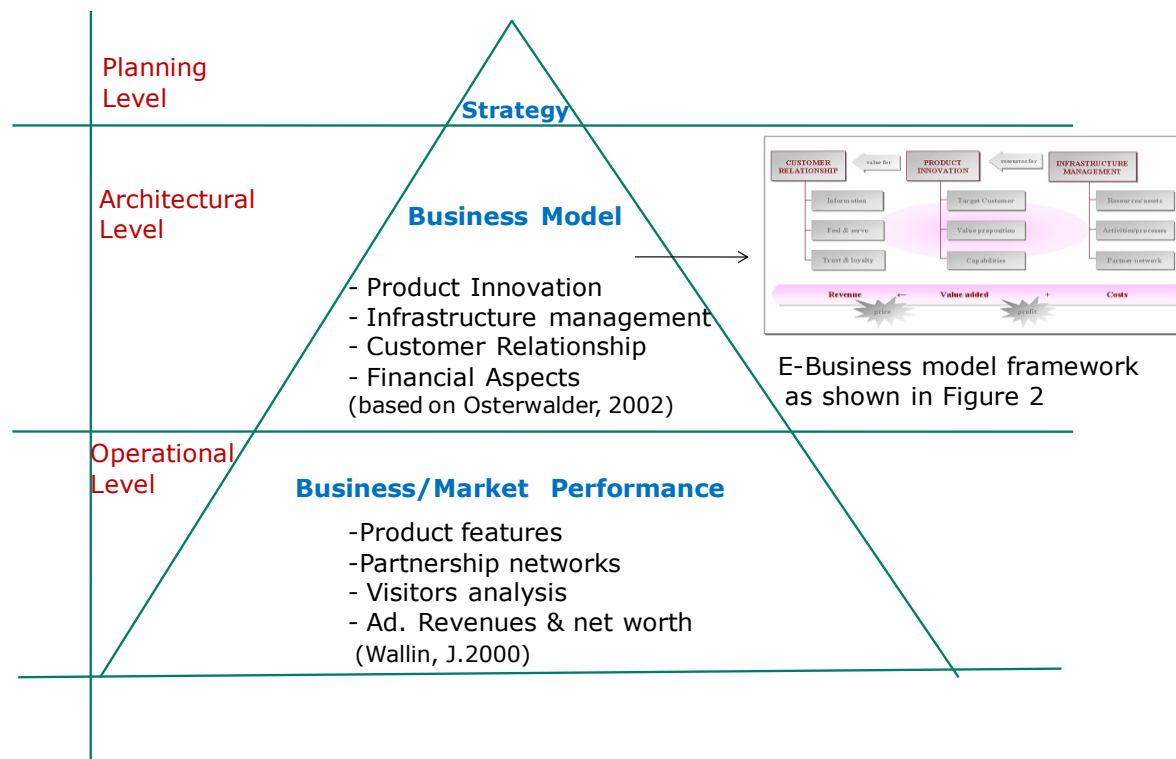 Planning
Level
Strategy
Architectural
Level
Business Model
- Product Innovation
- Infrastructure management
- Customer Relationship
- Financial Aspects
(based on Osterwalder, 2002)
CUSTOMER
RELATIONSHIP
value for
PRODUCT
INNOVATION
resources for
INFRASTRUCTURE
MANAGEMENT
Information
Target Customer
Resources/assets
Feel & serve
Value proposition
Activities/processes
Trust & loyalty
Capabilities
Partner network
Revenue ← Value added + Costs
price
profit
E-Business model framework
as shown in Figure 2
Operational
Level
Business/Market Performance
-Product features
-Partnership networks
- Visitors analysis
- Ad. Revenues & net worth
(Wallin, J.2000)